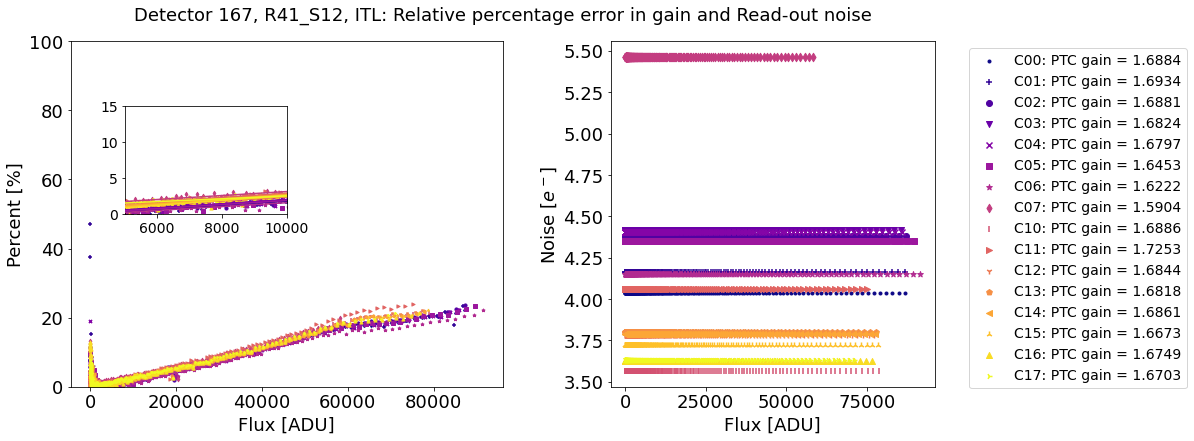 Detector 167, R41_S12, ITL: Relative percentage error in gain and Read-out noise
Percent [%]
100
80
60
40
20
0
15
10
5
0
6000 8000 10000
0 20000 40000 60000 80000
Flux [ADU]
Noise [e⁻]
5.50
5.25
5.00
4.75
4.50
4.25
4.00
3.75
3.50
0 25000 50000 75000
Flux [ADU]
C00: PTC gain = 1.6884
C01: PTC gain = 1.6934
C02: PTC gain = 1.6881
C03: PTC gain = 1.6824
C04: PTC gain = 1.6797
C05: PTC gain = 1.6453
C06: PTC gain = 1.6222
C07: PTC gain = 1.5904
C10: PTC gain = 1.6886
C11: PTC gain = 1.7253
C12: PTC gain = 1.6844
C13: PTC gain = 1.6818
C14: PTC gain = 1.6861
C15: PTC gain = 1.6673
C16: PTC gain = 1.6749
C17: PTC gain = 1.6703